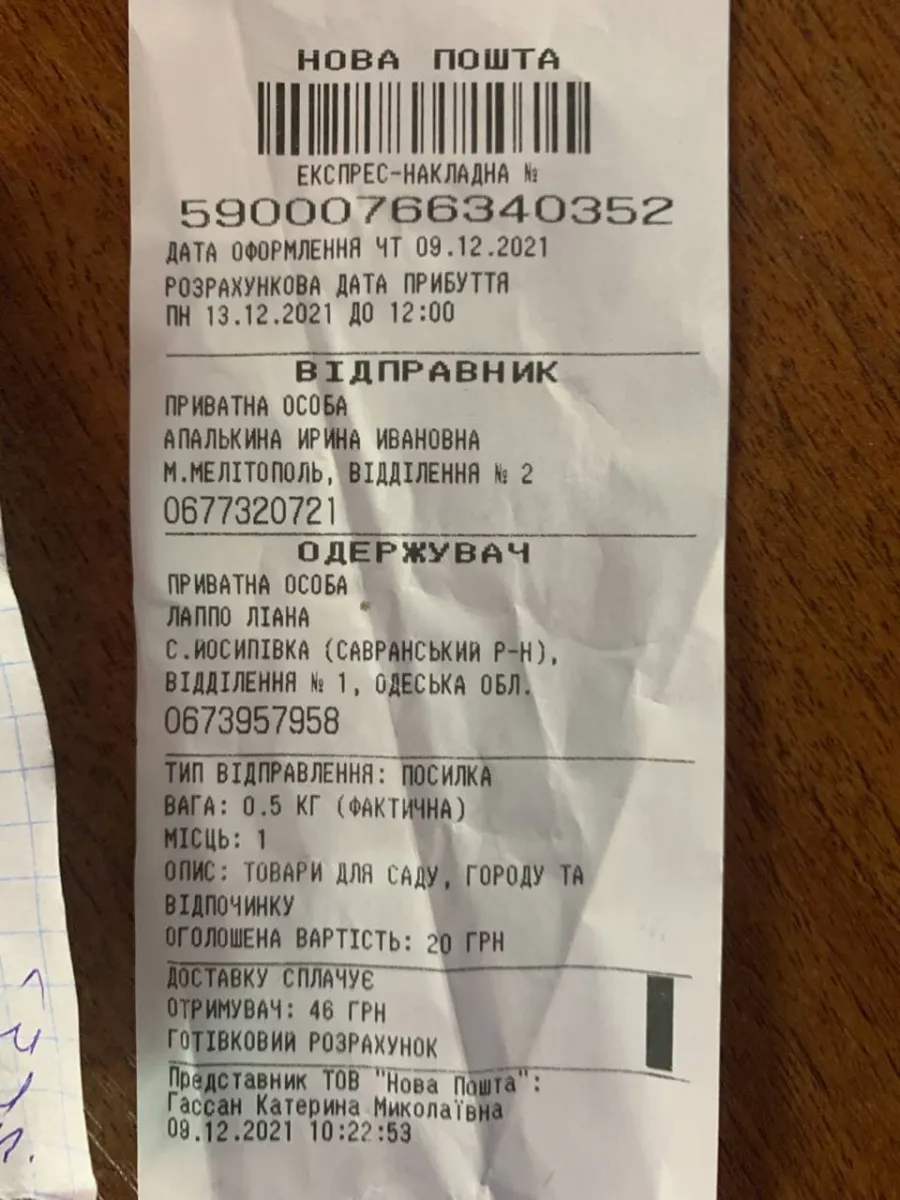 НОВА ПОШТА
ЕКСПРЕС-НАКЛАДНА №
59000766340352
ДАТА ОФОРМЛЕННЯ ЧТ 09.12.2021
РОЗРАХУНКОВА ДАТА ПРИБУТТЯ
ПН 13.12.2021 ДО 12:00
ВІДПРАВНИК
ПРИВАТНА ОСОБА
АПАЛЬКИНА ИРИНА ИВАНОВНА
М.МЕЛІТОПОЛЬ, ВІДДІЛЕННЯ № 2
0677320721
ОДЕРЖУВАЧ
ПРИВАТНА ОСОБА
ЛАППО ЛІАНА
С.ЙОСИПІВКА (САВРАНСЬКИЙ Р-Н),
ВІДДІЛЕННЯ № 1, ОДЕСЬКА ОБЛ.
0673957958
ТИП ВІДПРАВЛЕННЯ: ПОСИЛКА
ВАГА: 0.5 КГ (ФАКТИЧНА)
МІСЦЬ: 1
ОПИС: ТОВАРИ ДЛЯ САДУ, ГОРОДУ ТА
ВІДПОЧИНКУ
ОГОЛОШЕНА ВАРТІСТЬ: 20 ГРН
ДОСТАВКУ СПЛАЧУЄ
ОТРИМУВАЧ: 46 ГРН
ГОТІВКОВИЙ РОЗРАХУНОК
Представник ТОВ "Нова Пошта":
Гассан Катерина Миколаївна
09.12.2021 10:22:53